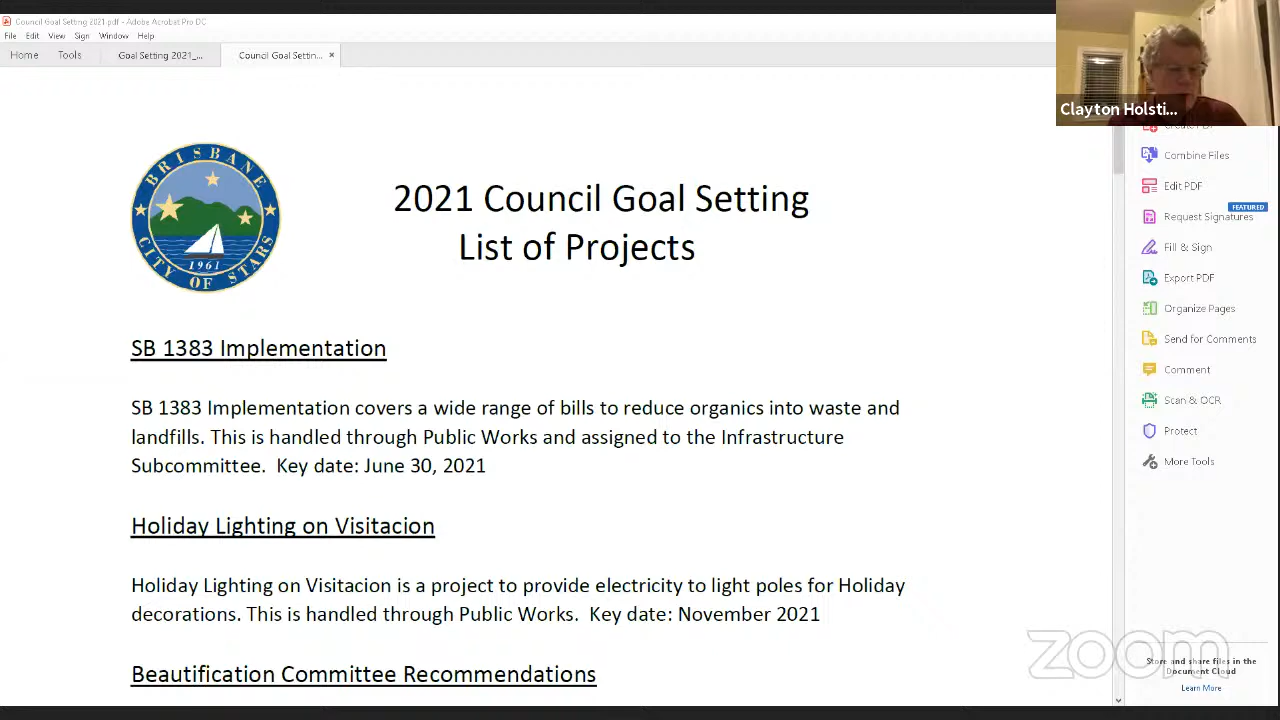 Council Goal Setting 2021.pdf - Adobe Acrobat Pro DC
File Edit View Sign Window Help
Home Tools Goal Setting 2021_... Council Goal Settin... ×
Clayton Holsti...
BRISBANE
CITY OF STARS
1961
2021 Council Goal Setting
List of Projects
SB 1383 Implementation
SB 1383 Implementation covers a wide range of bills to reduce organics into waste and
landfills. This is handled through Public Works and assigned to the Infrastructure
Subcommittee. Key date: June 30, 2021
Holiday Lighting on Visitacion
Holiday Lighting on Visitacion is a project to provide electricity to light poles for Holiday
decorations. This is handled through Public Works. Key date: November 2021
Beautification Committee Recommendations
Create PDF
Combine Files
Edit PDF
FEATURED
Request Signatures
Fill & Sign
Export PDF
Organize Pages
Send for Comments
Comment
Scan & OCR
Protect
More Tools
zoom
Store and share files in the
Document Cloud
Learn More